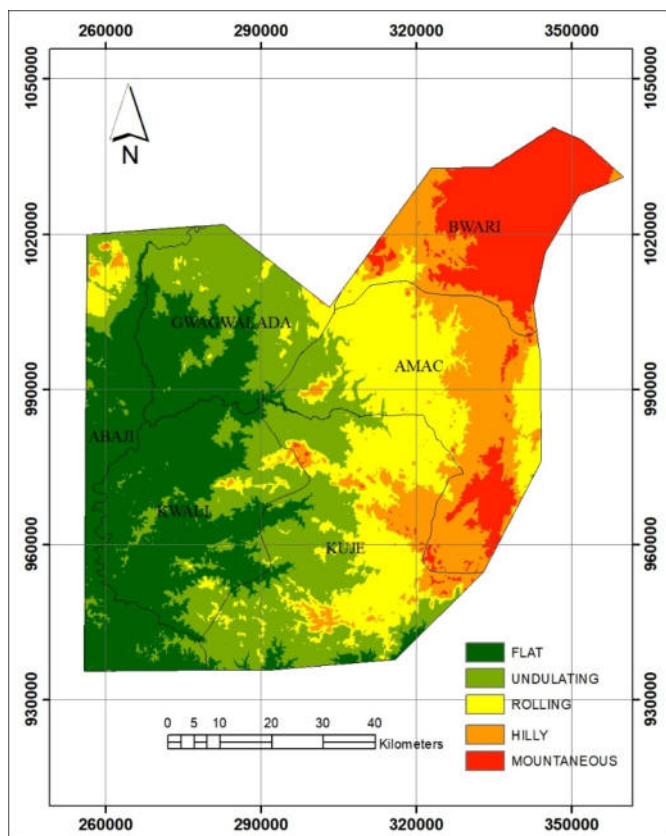 260000 290000 320000 350000
1050000 1050000
N
BWARI
1020000 1020000
GWAGWALADA
AMAC
990000 990000
ABAJI
KWALI
960000 960000
KUJE
FLAT
UNDULATING
930000 ROLLING 930000
0 5 10 20 30 40
Kilometers
HILLY
MOUNTANEOUS
260000 290000 320000 350000